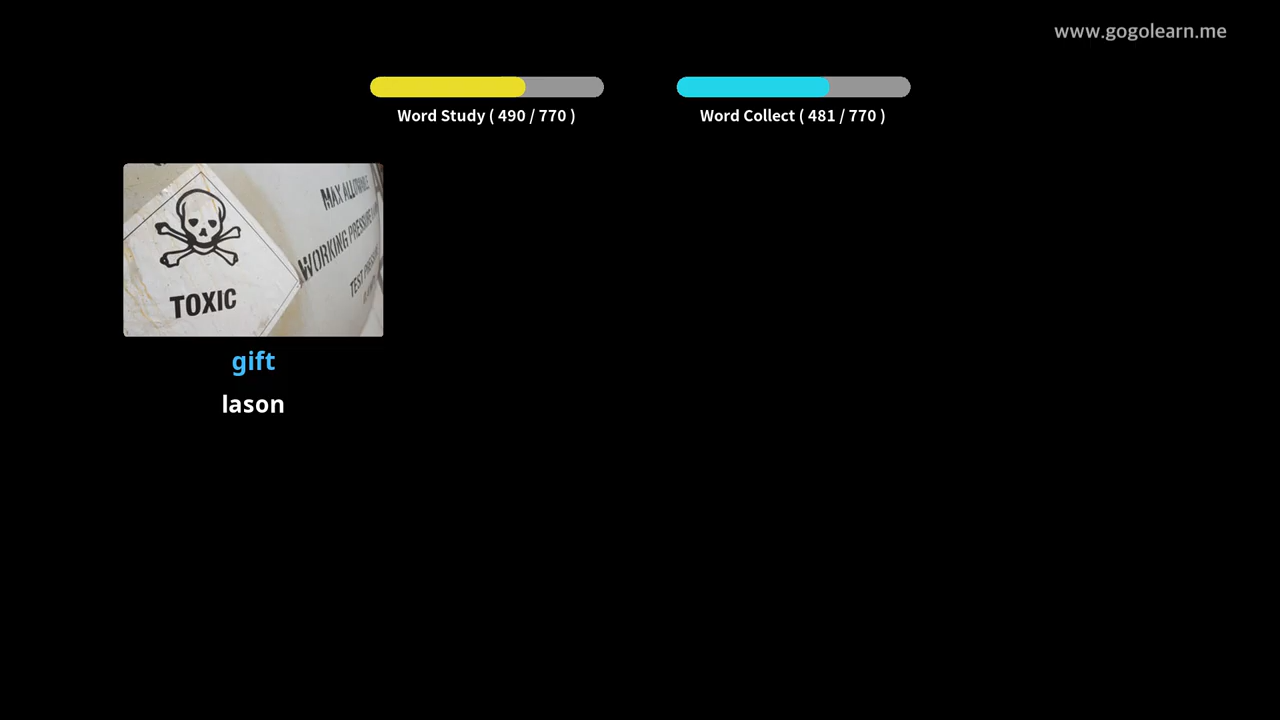 www.gogolearn.me
Word Study ( 490 / 770 )
Word Collect ( 481 / 770 )
MAX ALLOWABLE
WORKING PRESSURE
TOXIC
gift
lason